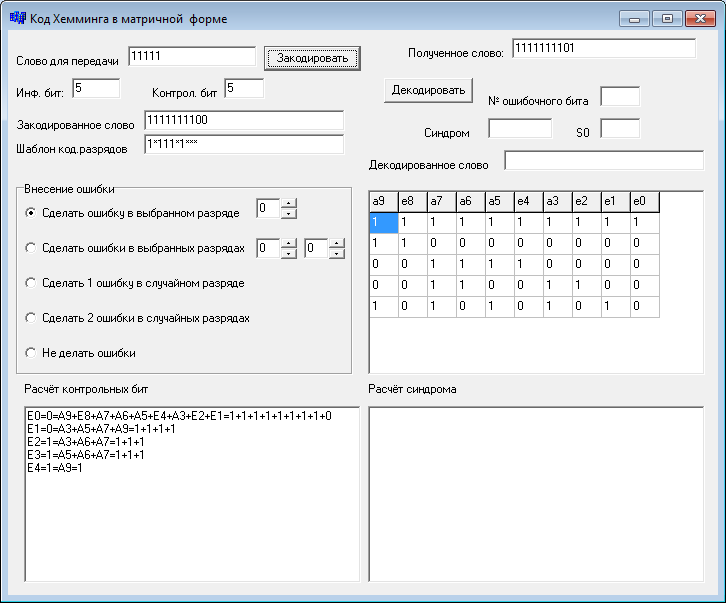 Код Хемминга в матричной форме
Слово для передачи 11111 Закодировать
Инф. бит: 5 Контрол. бит 5
Закодированное слово 1111111100
Шаблон код.разрядов 1*111*1***
Полученное слово: 1111111101
Декодировать № ошибочного бита
Синдром S0
Декодированное слово
Внесение ошибки
Сделать ошибку в выбранном разряде 0
Сделать ошибки в выбранных разрядах 0 0
Сделать 1 ошибку в случайном разряде
Сделать 2 ошибки в случайных разрядах
Не делать ошибки
a9 e8 a7 a6 a5 e4 a3 e2 e1 e0
1 1 1 1 1 1 1 1 1 1
1 1 0 0 0 0 0 0 0 0
0 0 1 1 1 1 0 0 0 0
0 0 1 1 0 0 1 1 0 0
1 0 1 0 1 0 1 0 1 0
Расчёт контрольных бит
E0=0=A9+E8+A7+A6+A5+E4+A3+E2+E1=1+1+1+1+1+1+1+1+0
E1=0=A3+A5+A7+A9=1+1+1+1
E2=1=A3+A6+A7=1+1+1
E3=1=A5+A6+A7=1+1+1
E4=1=A9=1
Расчёт синдрома